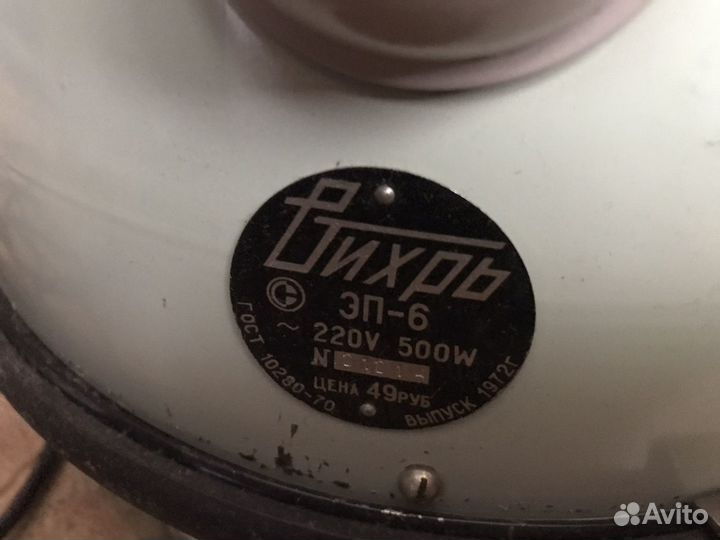 Вихрь
ЭП-6
~ 220V 500W
N
ЦЕНА 49РУБ
ГОСТ 10280-70
ВЫПУСК 1972Г
Avito